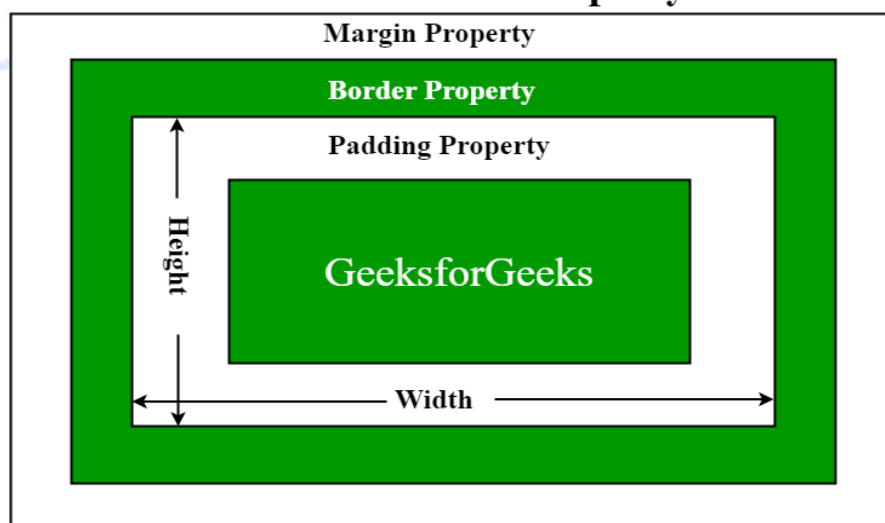 Margin Property
Border Property
Padding Property
Height
GeeksforGeeks
Width